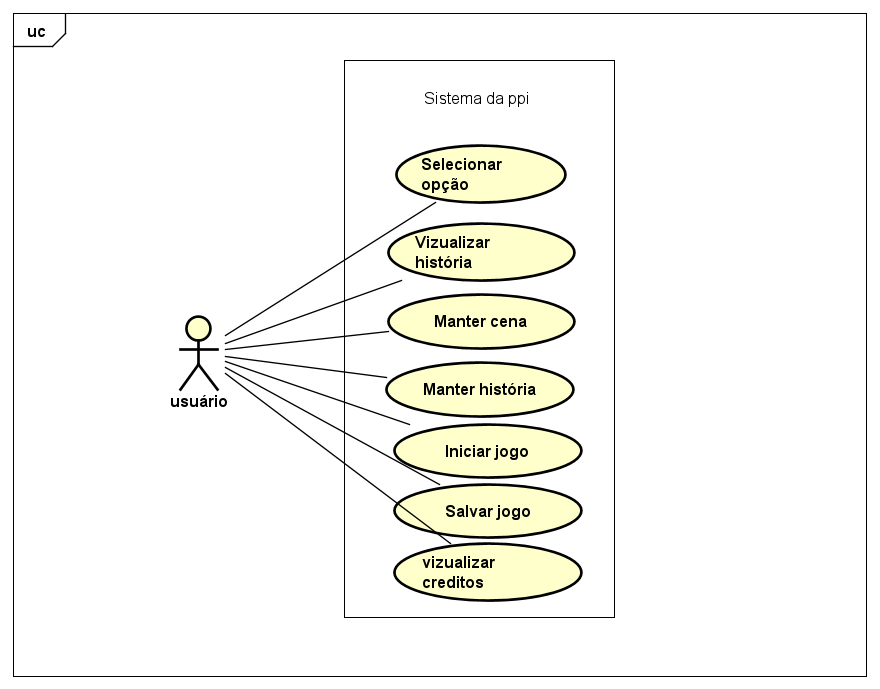 uc
Sistema da ppi
Selecionar
opção
Vizualizar
história
Manter cena
Manter história
Iniciar jogo
Salvar jogo
vizualizar
creditos
usuário